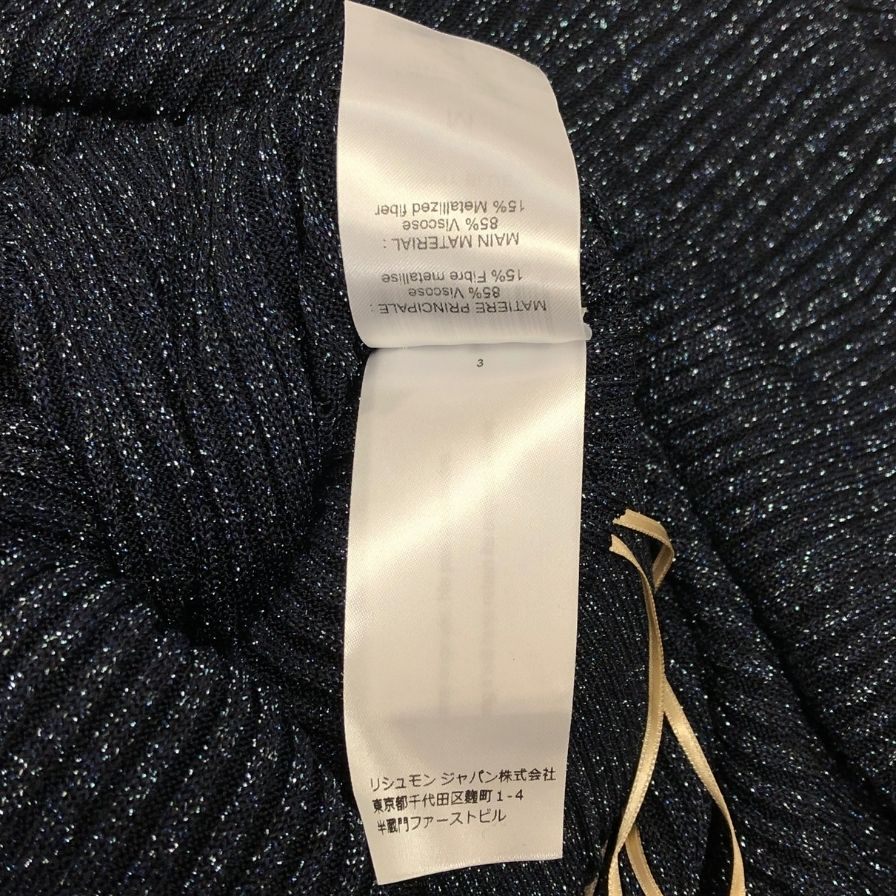 MATIERE PRINCIPALE :
85% Viscose
15% Fibre metallise
MAIN MATERIAL :
85% Viscose
15% Metallized fiber
3
リシュモン ジャパン株式会社
東京都千代田区麹町1-4
半蔵門ファーストビル